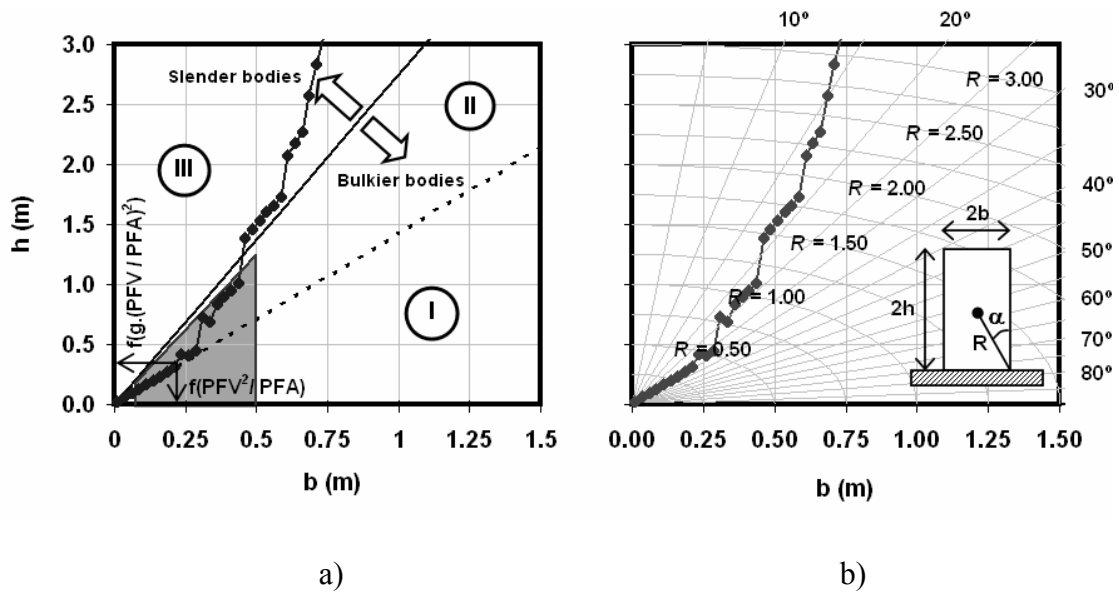 3.0
2.5
2.0
1.5
1.0
0.5
0.0
h (m)
0
0.25
0.5
0.75
1
1.25
1.5
b (m)
Slender bodies
Bulkier bodies
I
II
III
f(g.(PFV / PFA)²)
f(PFV²/ PFA)
a)
10º
20º
30º
40º
50º
60º
70º
80º
R = 3.00
R = 2.50
R = 2.00
R = 1.50
R = 1.00
R = 0.50
2b
2h
α
R
0.00
0.25
0.50
0.75
1.00
1.25
1.50
b (m)
b)